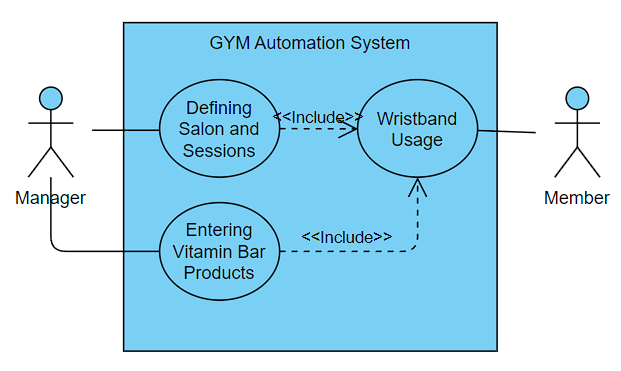 GYM Automation System
Defining
Salon and
Sessions
<<Include>>
Wristband
Usage
Manager
Member
Entering
Vitamin Bar
Products
<<Include>>